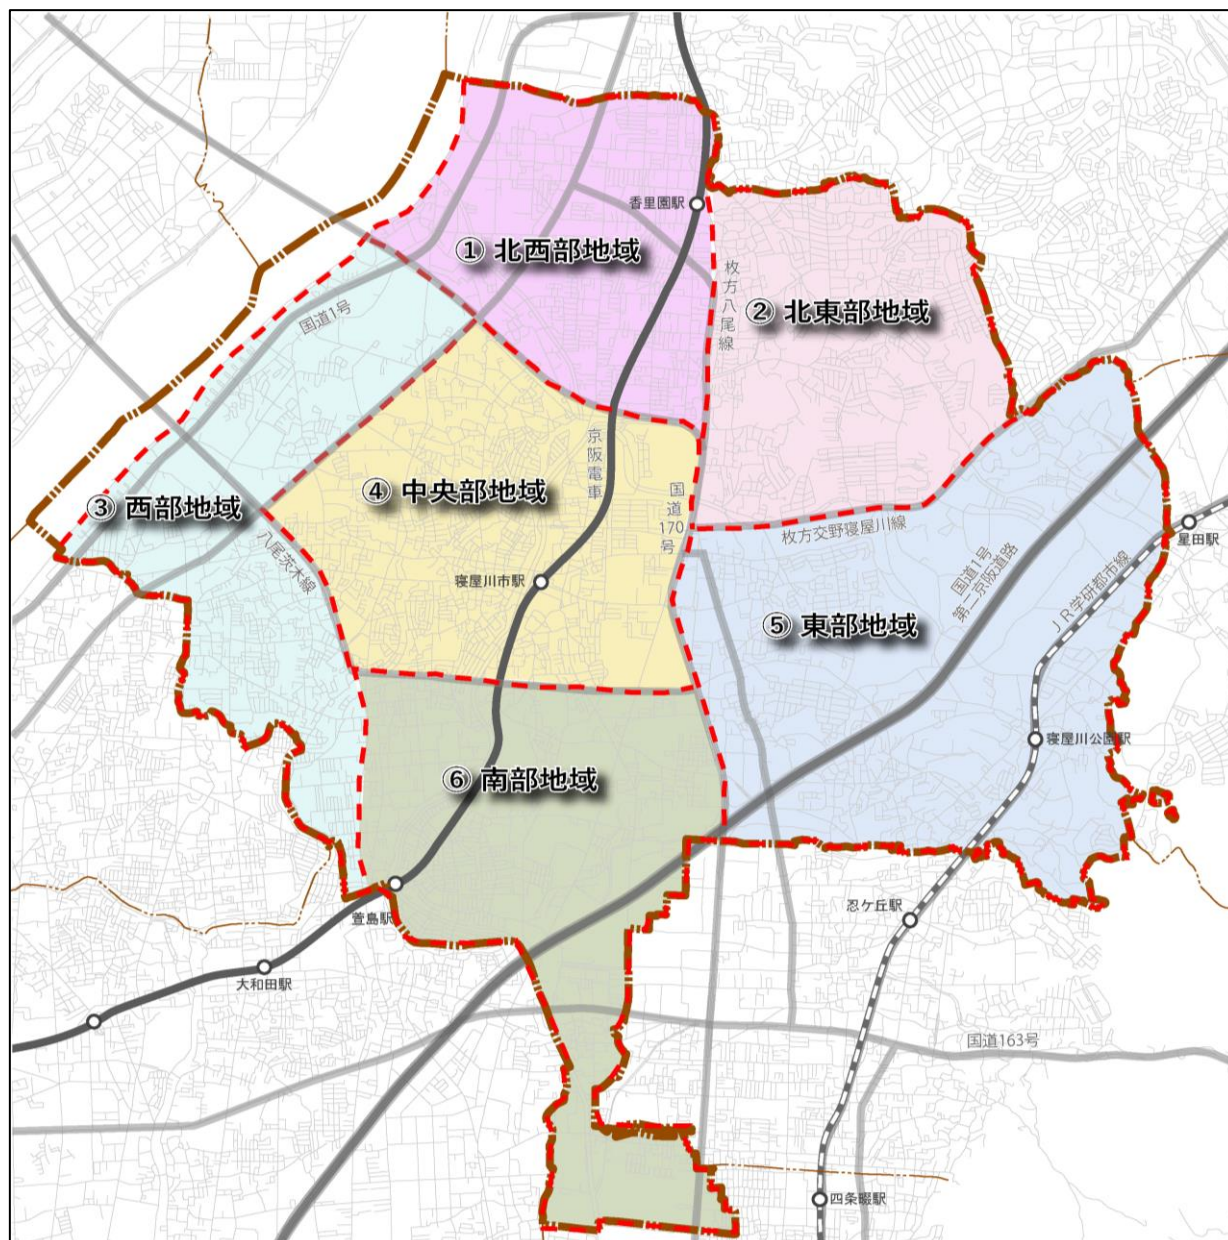 香里園駅
① 北西部地域
枚方八尾線
② 北東部地域
国道1号
③ 西部地域
④ 中央部地域
京阪電車
国道170号
八尾茨木線
枚方交野寝屋川線
星田駅
国道1号
第二京阪道路
JR学研都市線
寝屋川市駅
⑤ 東部地域
寝屋川公園駅
⑥ 南部地域
萱島駅
忍ケ丘駅
大和田駅
国道163号
四条畷駅